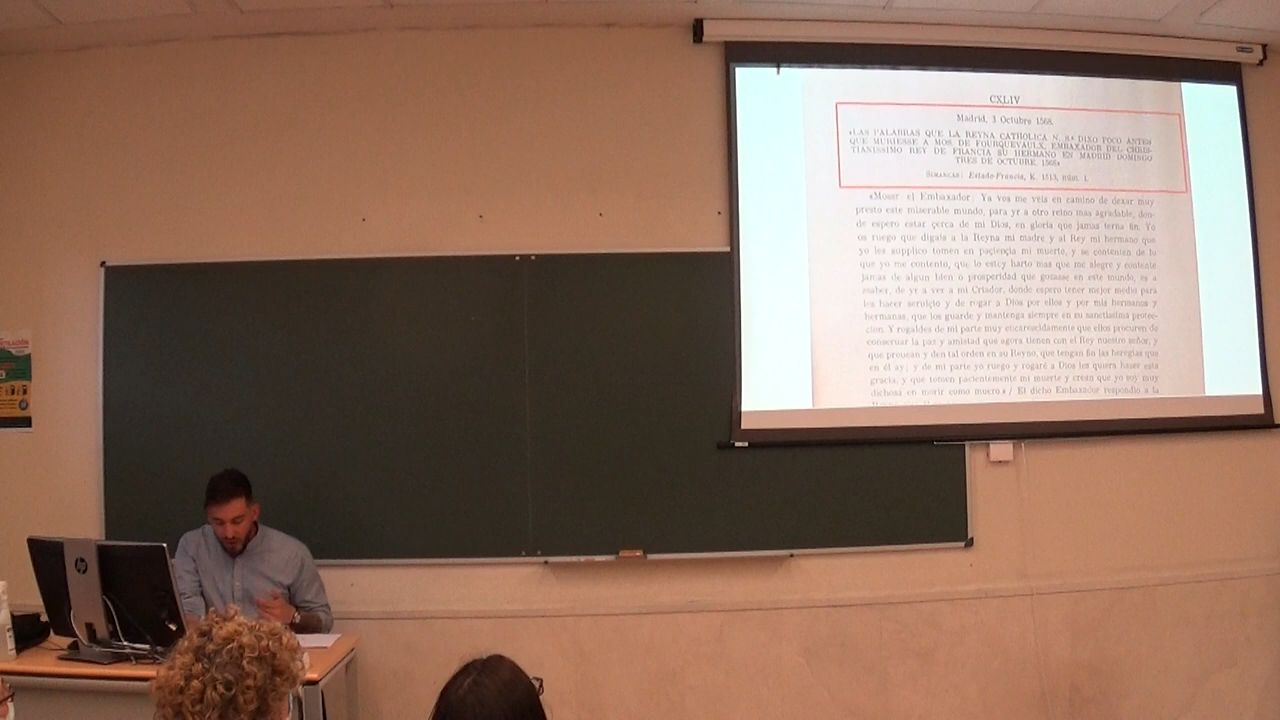 CXLIV
Madrid, 3 Octubre 1568.
«LAS PALABRAS QUE LA REYNA CATHOLICA N. S.ª DIXO POCO ANTES
QUE MURIESSE A MOS. DE FOURQUEVAULX, EMBAXADOR DEL CHRIS-
TIANISSIMO REY DE FRANCIA SU HERMANO EN MADRID DOMINGO
TRES DE OCTUBRE. 1568»
SIMANCAS: Estado-Francia, K. 1513, núm. 1.
«Moser el Embaxador: Ya vos me veis en camino de dexar muy
presto este miserable mundo, para yr a otro reino mas agradable, don-
de espero estar çerca de mi Dios, en gloria que jamas terna fin. Yo
os ruego que digais a la Reyna mi madre y al Rey mi hermano que
yo les supplico tomen en paçiençia mi muerte, y se contenten de lo
que yo me contento, que lo estoy harto mas que me alegre y contente
jamas de algun bien o prosperidad que gozasse en este mundo, es a
saber, de yr a ver a mi Criador, donde espero tener mejor medio para
les hacer seruiçio y de rogar a Dios por ellos y por mis hermanos y
hermanas, que los guarde y mantenga siempre en su sanctissima protec-
cion. Y rogaldes de mi parte muy encarescidamente que ellos procuren de
conseruar la paz y amistad que agora tienen con el Rey nuestro señor, y
que prouean y den tal orden en su Reyno, que tengan fin las heregias que
en él ay; y de mi parte yo ruego y rogaré a Dios les quiera hazer esta
gracia, y que tomen pacientemente mi muerte y crean que yo soy muy
dichosa en morir como muero.» / El dicho Embaxador respondio a la
hp